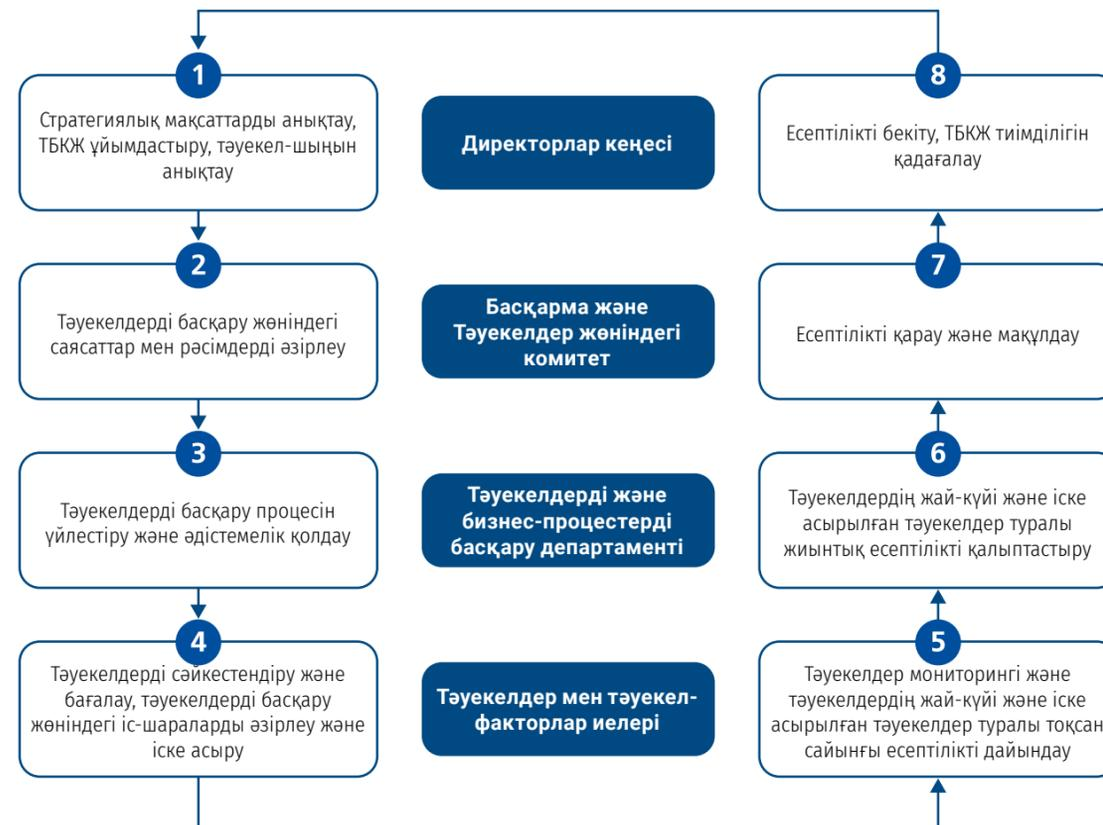 1
Стратегиялық мақсаттарды анықтау,
ТБКЖ ұйымдастыру, тәуекел-шыңын
анықтау
Директорлар кеңесі
8
Есептілікті бекіту, ТБКЖ тиімділігін
қадағалау
2
Тәуекелдерді басқару жөніндегі
саясаттар мен рәсімдерді әзірлеу
Басқарма және
Тәуекелдер жөніндегі
комитет
7
Есептілікті қарау және мақұлдау
3
Тәуекелдерді басқару процесін
үйлестіру және әдістемелік қолдау
Тәуекелдерді және
бизнес-процестерді
басқару департаменті
6
Тәуекелдердің жай-күйі және іске
асырылған тәуекелдер туралы
жиынтық есептілікті қалыптастыру
4
Тәуекелдерді сәйкестендіру және
бағалау, тәуекелдерді басқару
жөніндегі іс-шараларды әзірлеу және
іске асыру
Тәуекелдер мен тәуекел-
факторлар иелері
5
Тәуекелдер мониторингі және
тәуекелдердің жай-күйі және іске
асырылған тәуекелдер туралы тоқсан
сайынғы есептілікті дайындау